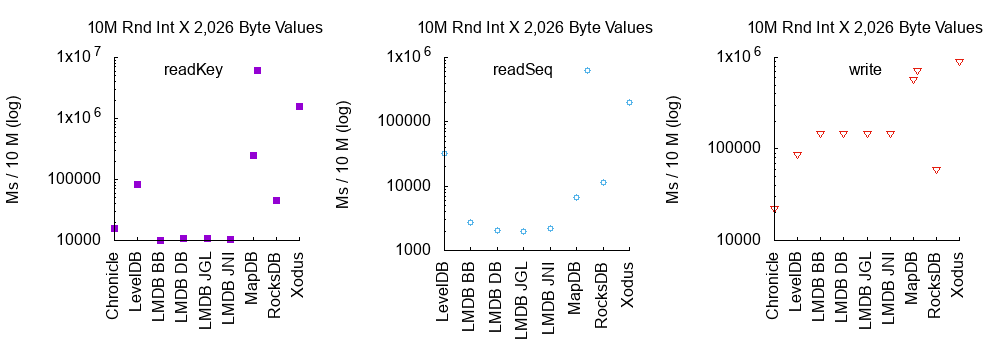 10M Rnd Int X 2,026 Byte Values
readKey
Ms / 10 M (log)
1x10^7
1x10^6
100000
10000
Chronicle
LevelDB
LMDB BB
LMDB DB
LMDB JGL
LMDB JNI
MapDB
RocksDB
Xodus
10M Rnd Int X 2,026 Byte Values
readSeq
Ms / 10 M (log)
1x10^6
100000
10000
1000
LevelDB
LMDB BB
LMDB DB
LMDB JGL
LMDB JNI
MapDB
RocksDB
Xodus
10M Rnd Int X 2,026 Byte Values
write
Ms / 10 M (log)
1x10^6
100000
10000
Chronicle
LevelDB
LMDB BB
LMDB DB
LMDB JGL
LMDB JNI
MapDB
RocksDB
Xodus